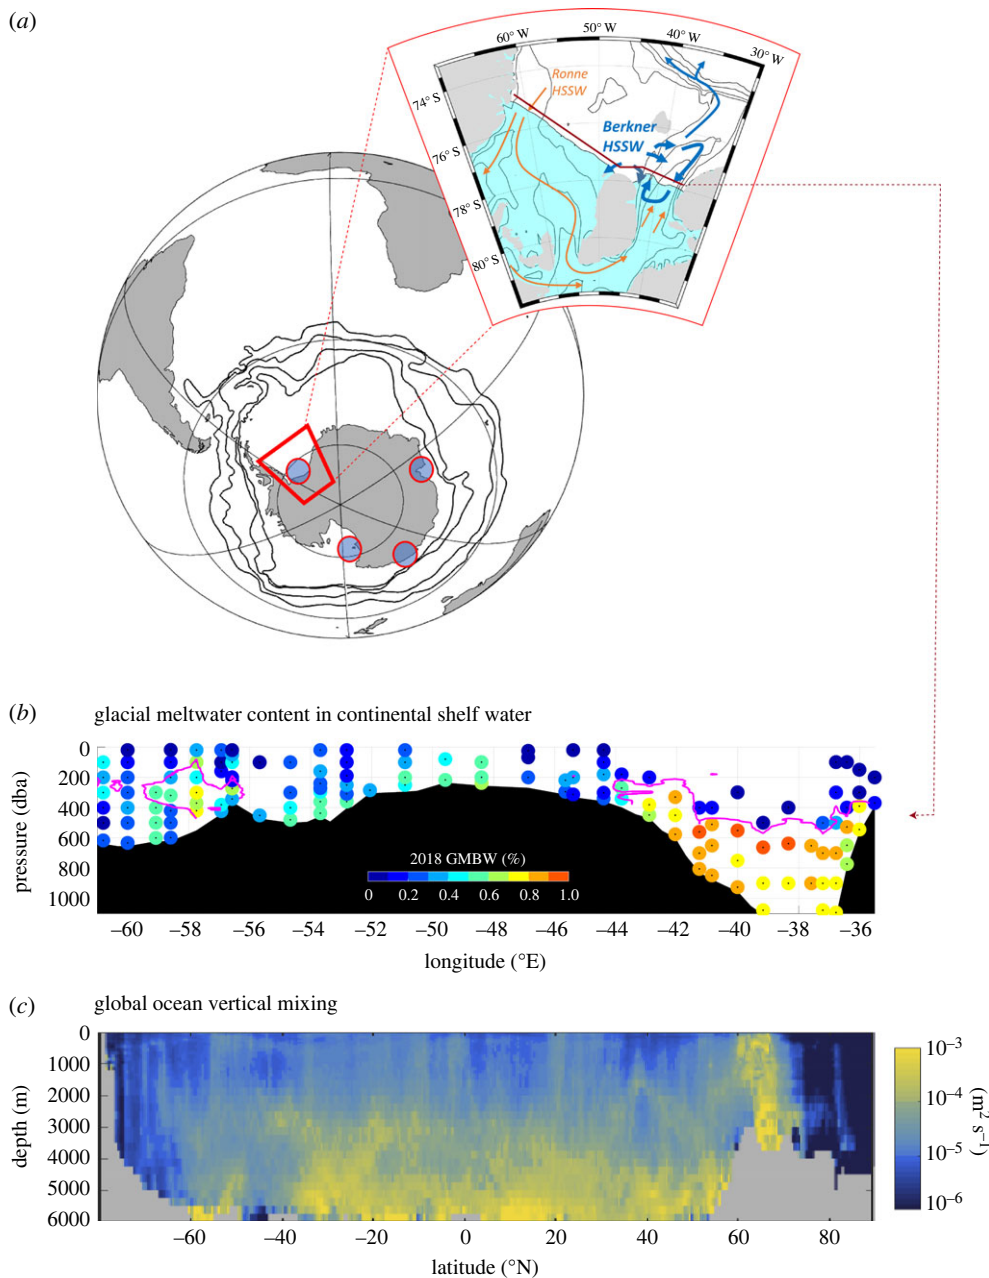 (a)
60° W
50° W
40° W
30° W
74° S
76° S
78° S
80° S
Ronne
HSSW
Berkner
HSSW
(b)
glacial meltwater content in continental shelf water
pressure (dba)
0
200
400
600
800
1000
2018 GMBW (%)
0 0.2 0.4 0.6 0.8 1.0
−60 −58 −56 −54 −52 −50 −48 −46 −44 −42 −40 −38 −36
longitude (°E)
(c)
global ocean vertical mixing
depth (m)
0
1000
2000
3000
4000
5000
6000
−60 −40 −20 0 20 40 60 80
latitude (°N)
10−3
10−4
10−5
10−6
(m2 s−1)